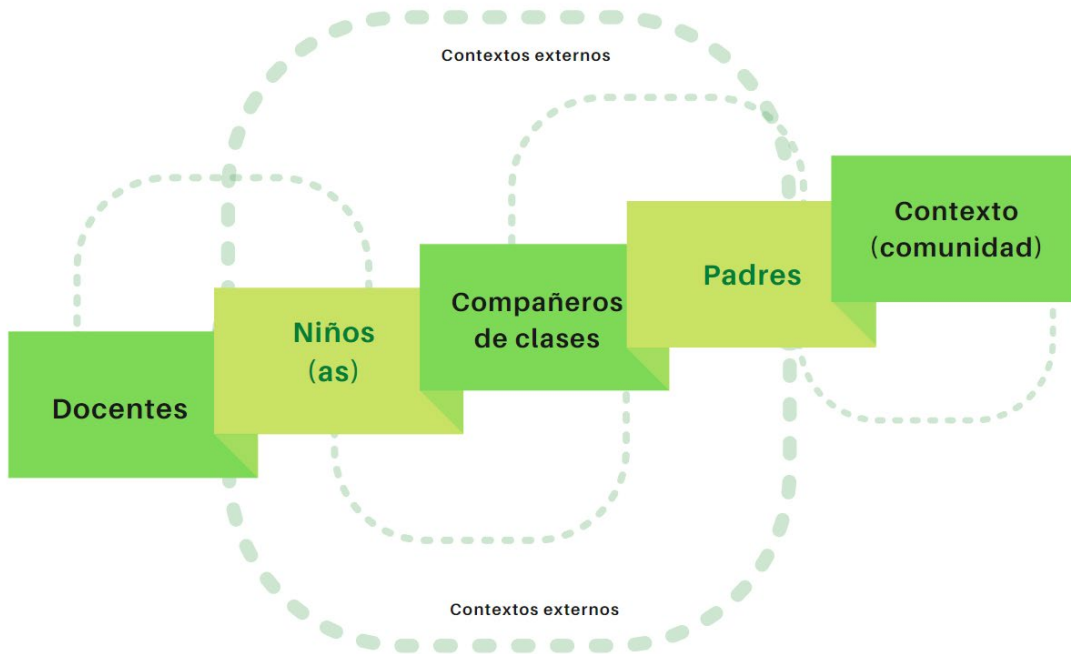 Contextos externos
Contexto
(comunidad)
Padres
Compañeros
de clases
Niños
(as)
Docentes
Contextos externos